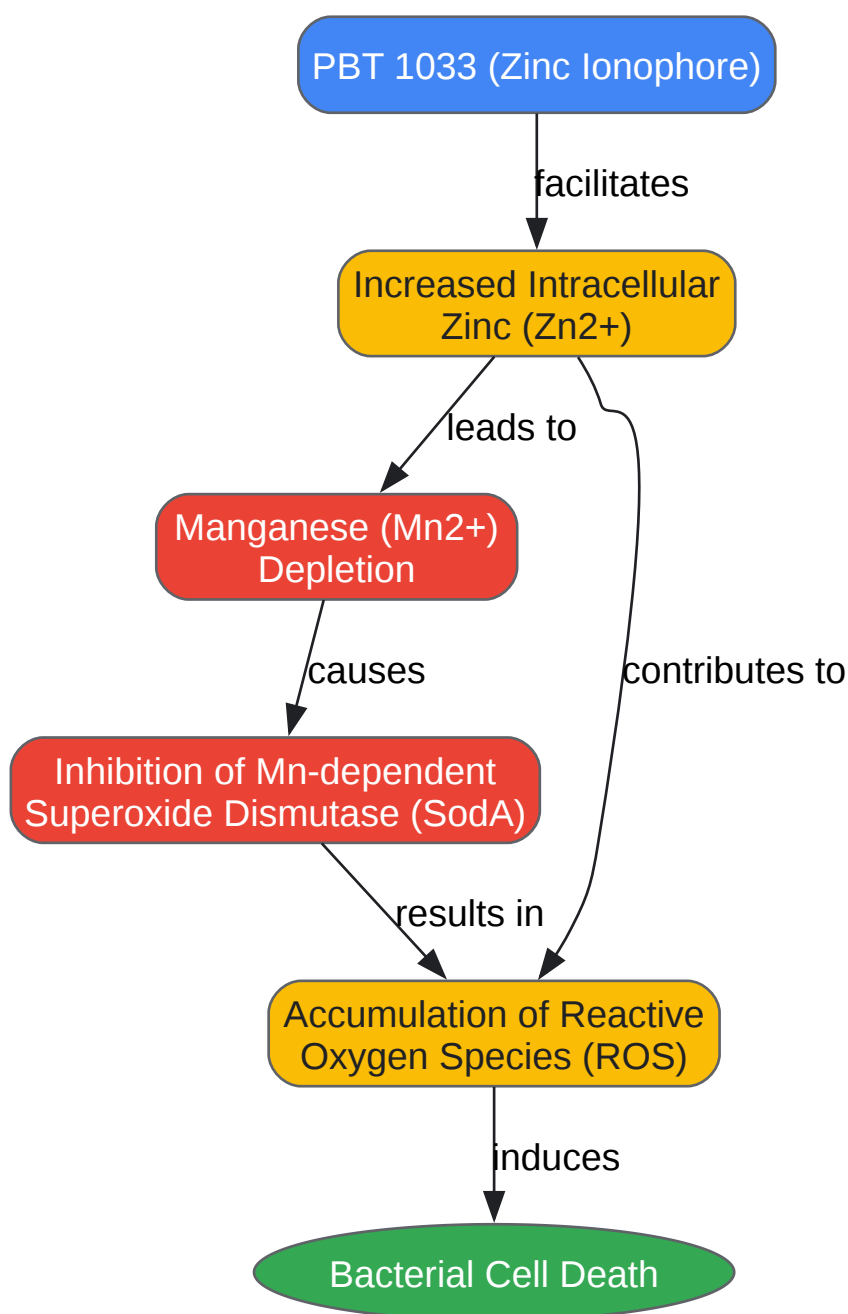 PBT 1033 (Zinc Ionophore)
facilitates
Increased Intracellular
Zinc (Zn2+)
leads to
Manganese (Mn2+)
Depletion
causes
contributes to
Inhibition of Mn-dependent
Superoxide Dismutase (SodA)
results in
Accumulation of Reactive
Oxygen Species (ROS)
induces
Bacterial Cell Death